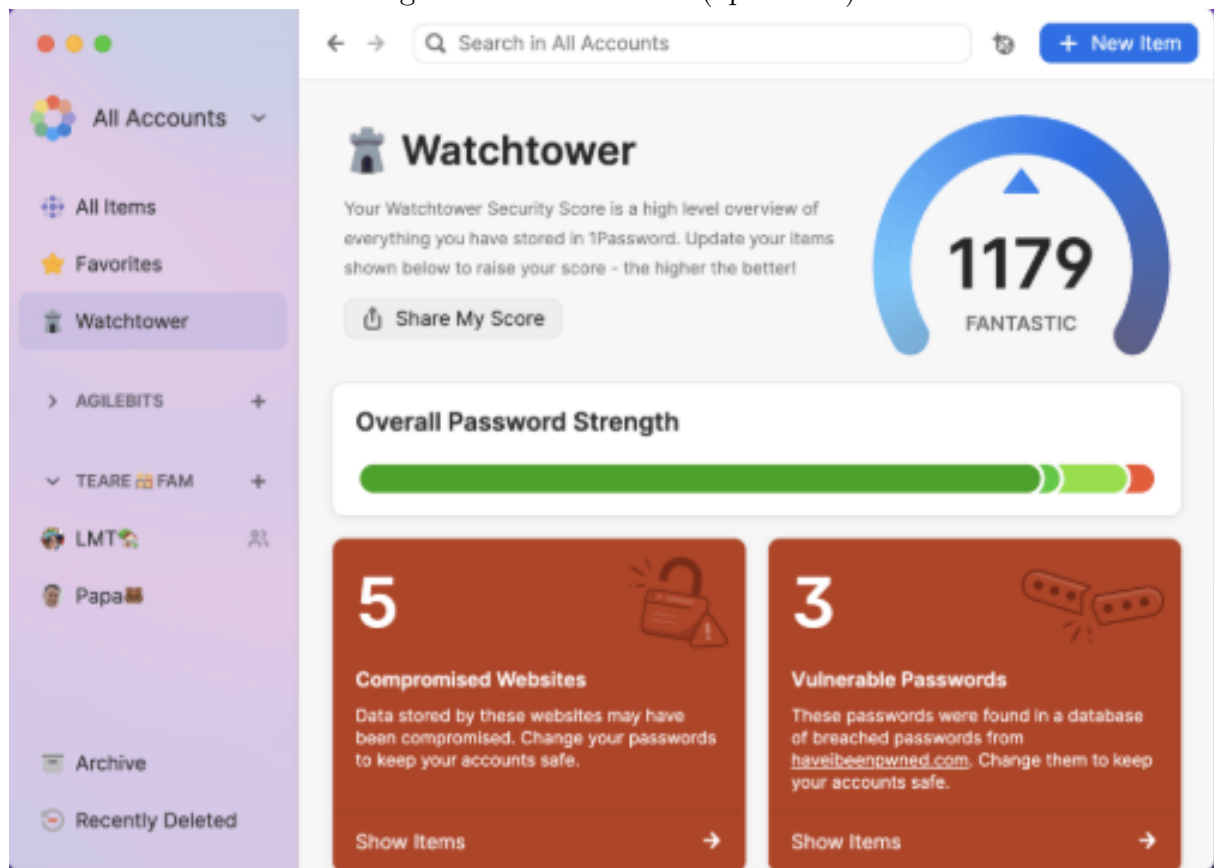 Search in All Accounts
+ New Item
All Accounts
All Items
Favorites
Watchtower
AGILEBITS +
TEARE FAM +
LMT
Papa
Archive
Recently Deleted
Watchtower
Your Watchtower Security Score is a high level overview of
everything you have stored in 1Password. Update your items
shown below to raise your score - the higher the better!
Share My Score
1179
FANTASTIC
Overall Password Strength
5
Compromised Websites
Data stored by these websites may have
been compromised. Change your passwords
to keep your accounts safe.
Show Items →
3
Vulnerable Passwords
These passwords were found in a database
of breached passwords from
haveibeenpwned.com. Change them to keep
your accounts safe.
Show Items →